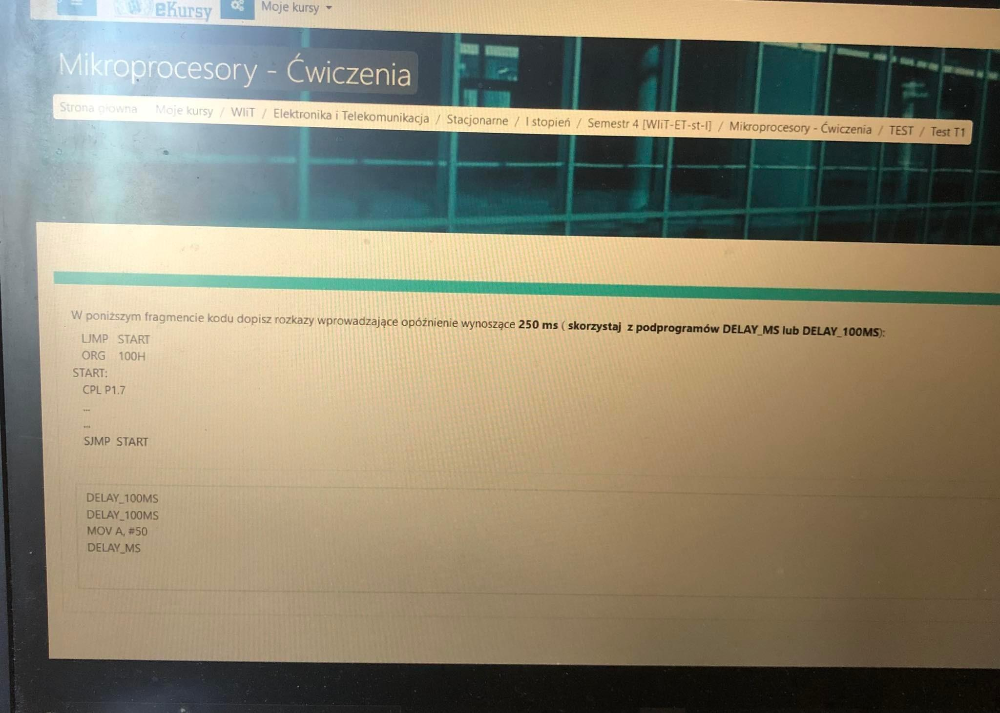 eKursy
Moje kursy
Mikroprocesory - Ćwiczenia
Strona główna Moje kursy / WIiT / Elektronika i Telekomunikacja / Stacjonarne / I stopień / Semestr 4 [WIiT-ET-st-I] / Mikroprocesory - Ćwiczenia / TEST / Test T1
W poniższym fragmencie kodu dopisz rozkazy wprowadzające opóźnienie wynoszące 250 ms ( skorzystaj z podprogramów DELAY_MS lub DELAY_100MS):
LJMP START
ORG 100H
START:
CPL P1.7
...
...
SJMP START
DELAY_100MS
DELAY_100MS
MOV A, #50
DELAY_MS